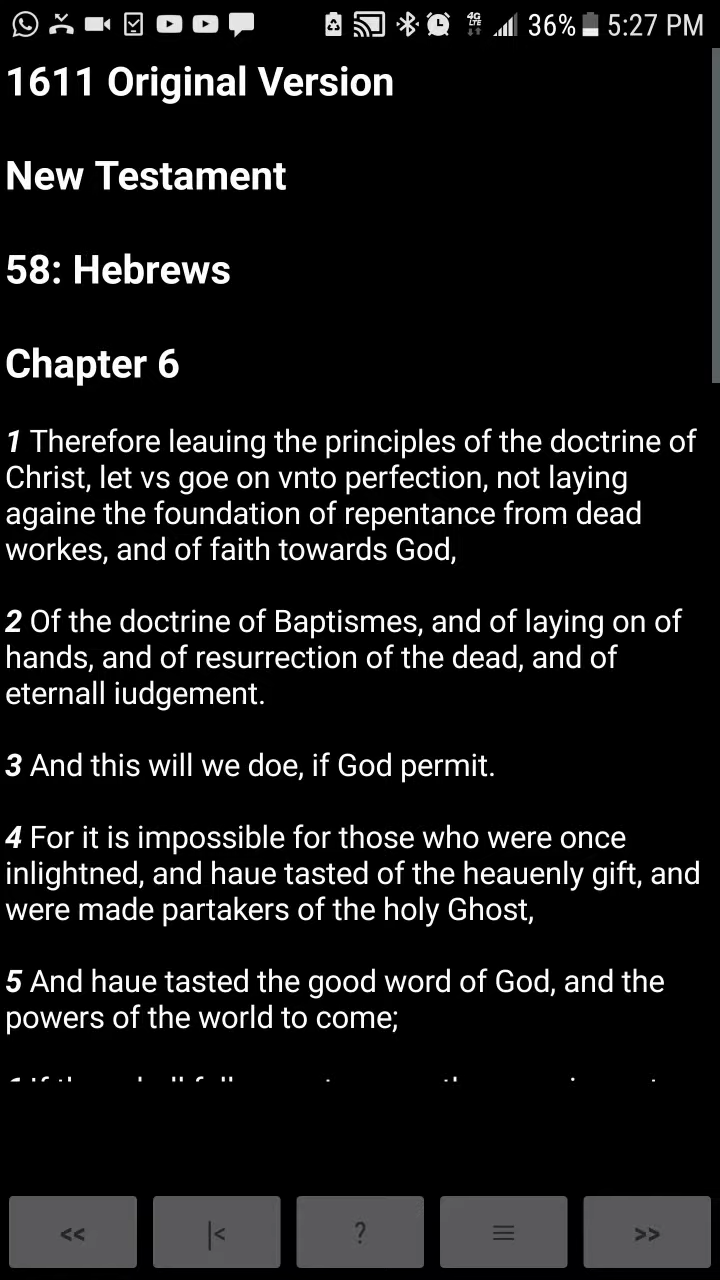 36% 5:27 PM
1611 Original Version
New Testament
58: Hebrews
Chapter 6
1 Therefore leauing the principles of the doctrine of
Christ, let vs goe on vnto perfection, not laying
againe the foundation of repentance from dead
workes, and of faith towards God,
2 Of the doctrine of Baptismes, and of laying on of
hands, and of resurrection of the dead, and of
eternall iudgement.
3 And this will we doe, if God permit.
4 For it is impossible for those who were once
inlightned, and haue tasted of the heauenly gift, and
were made partakers of the holy Ghost,
5 And haue tasted the good word of God, and the
powers of the world to come;
<< |< ? ☰ >>